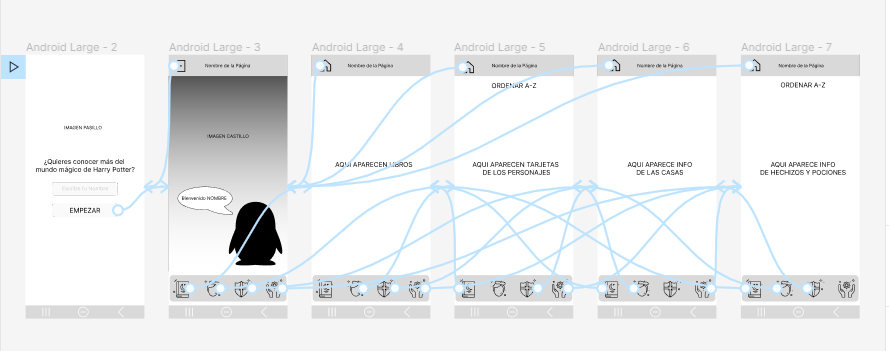 Android Large - 2
Android Large - 3
Android Large - 4
Android Large - 5
Android Large - 6
Android Large - 7
IMAGEN PASILLO
¿Quieres conocer más del
mundo mágico de Harry Potter?
Escribe tu Nombre
EMPEZAR
Nombre de la Página
IMAGEN CASTILLO
Bienvenido NOMBRE
Nombre de la Página
AQUI APARECEN LIBROS
Nombre de la Página
ORDENAR A-Z
AQUI APARECEN TARJETAS
DE LOS PERSONAJES
Nombre de la Página
AQUI APARECE INFO
DE LAS CASAS
Nombre de la Página
ORDENAR A-Z
AQUI APARECE INFO
DE HECHIZOS Y POCIONES